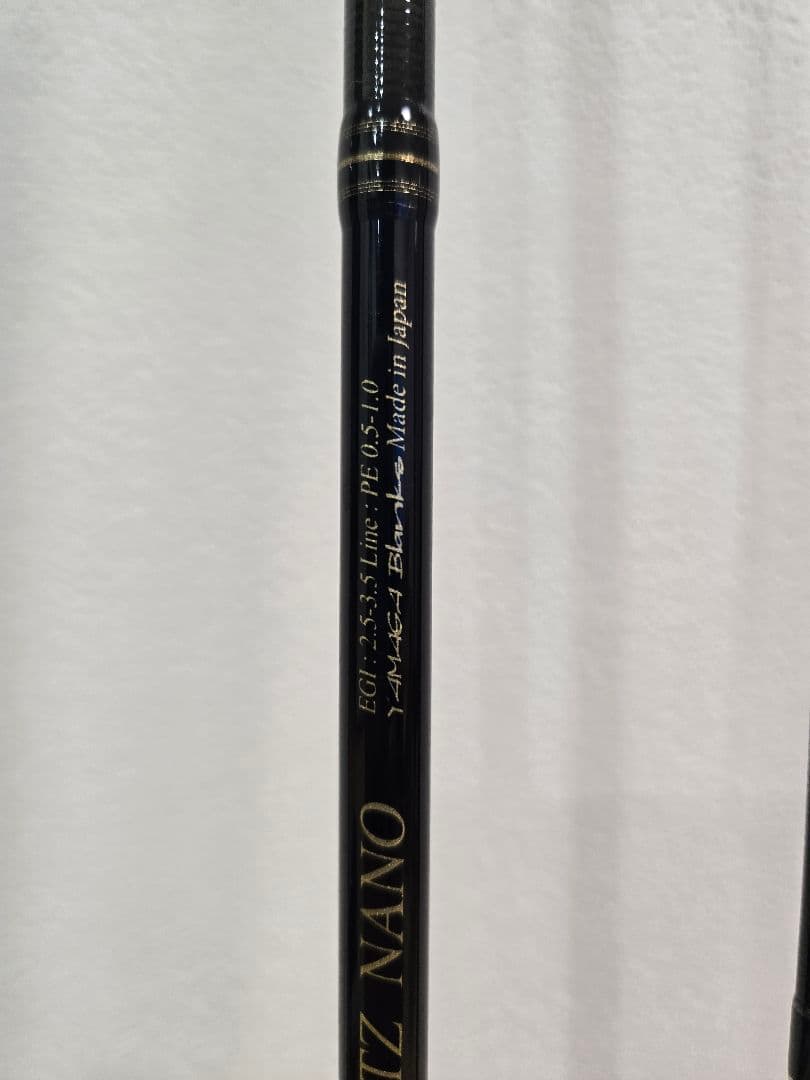 EGI : 2.5-3.5 Line : PE 0.5-1.0
YAMAGA Blanks Made in Japan
TZ NANO